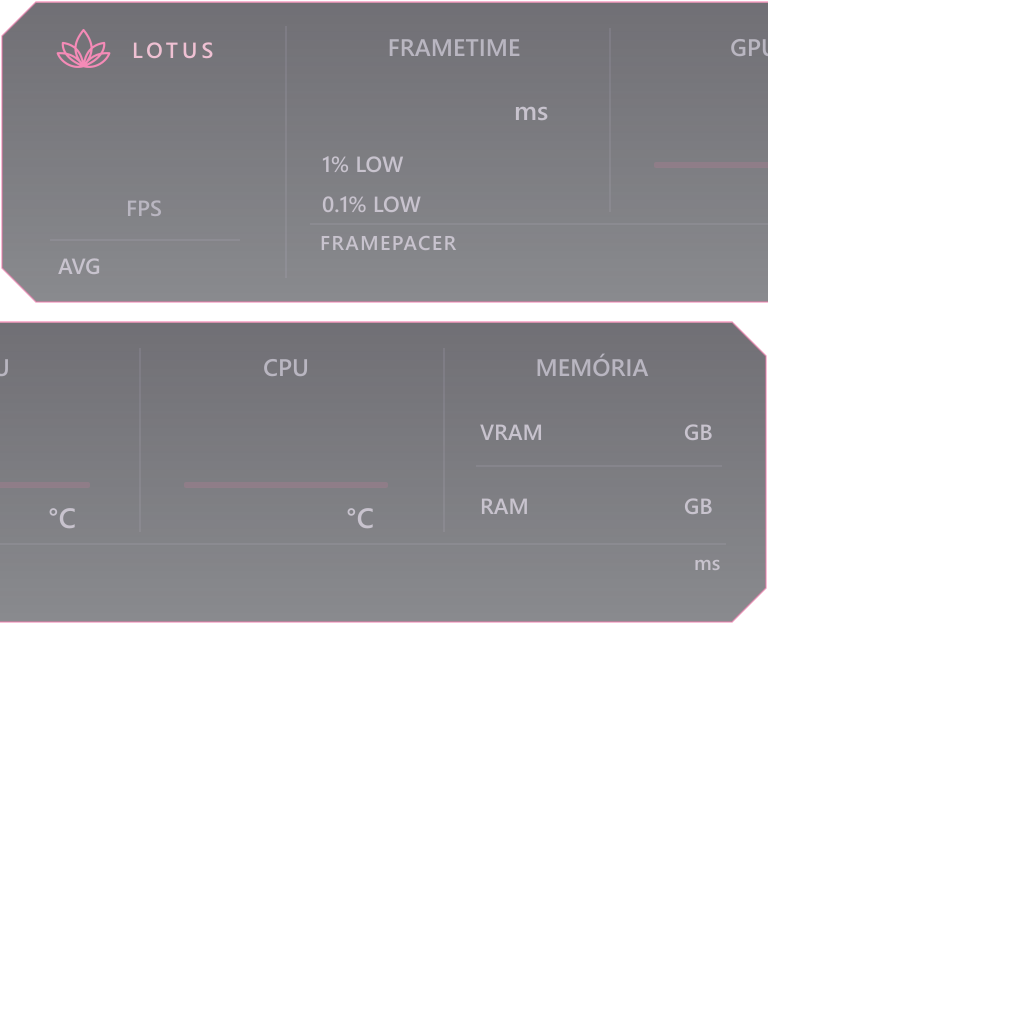 LOTUS
FRAMETIME
GPU
ms
1% LOW
0.1% LOW
FPS
FRAMEPACER
AVG
U
CPU
MEMÓRIA
VRAM GB
RAM GB
°C
°C
ms